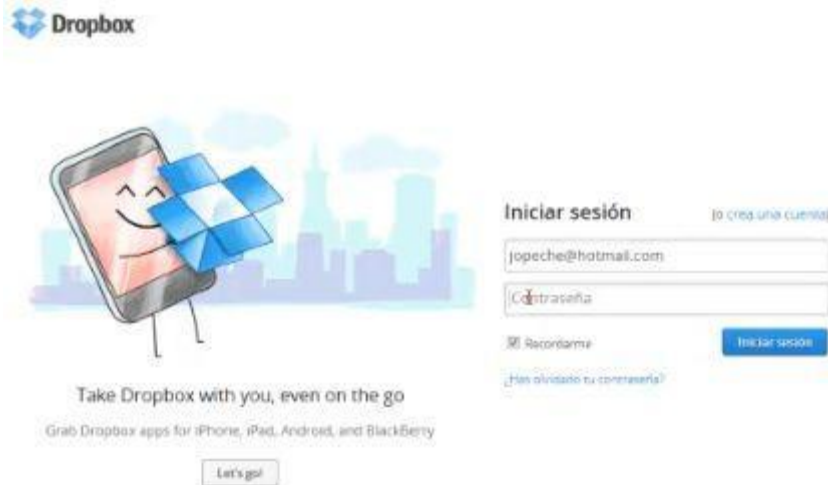 Dropbox
Iniciar sesión
(o crea una cuenta)
jopeche@hotmail.com
Contraseña
Recordarme
Iniciar sesión
¿Has olvidado tu contraseña?
Take Dropbox with you, even on the go
Grab Dropbox apps for iPhone, iPad, Android, and BlackBerry
Let's go!